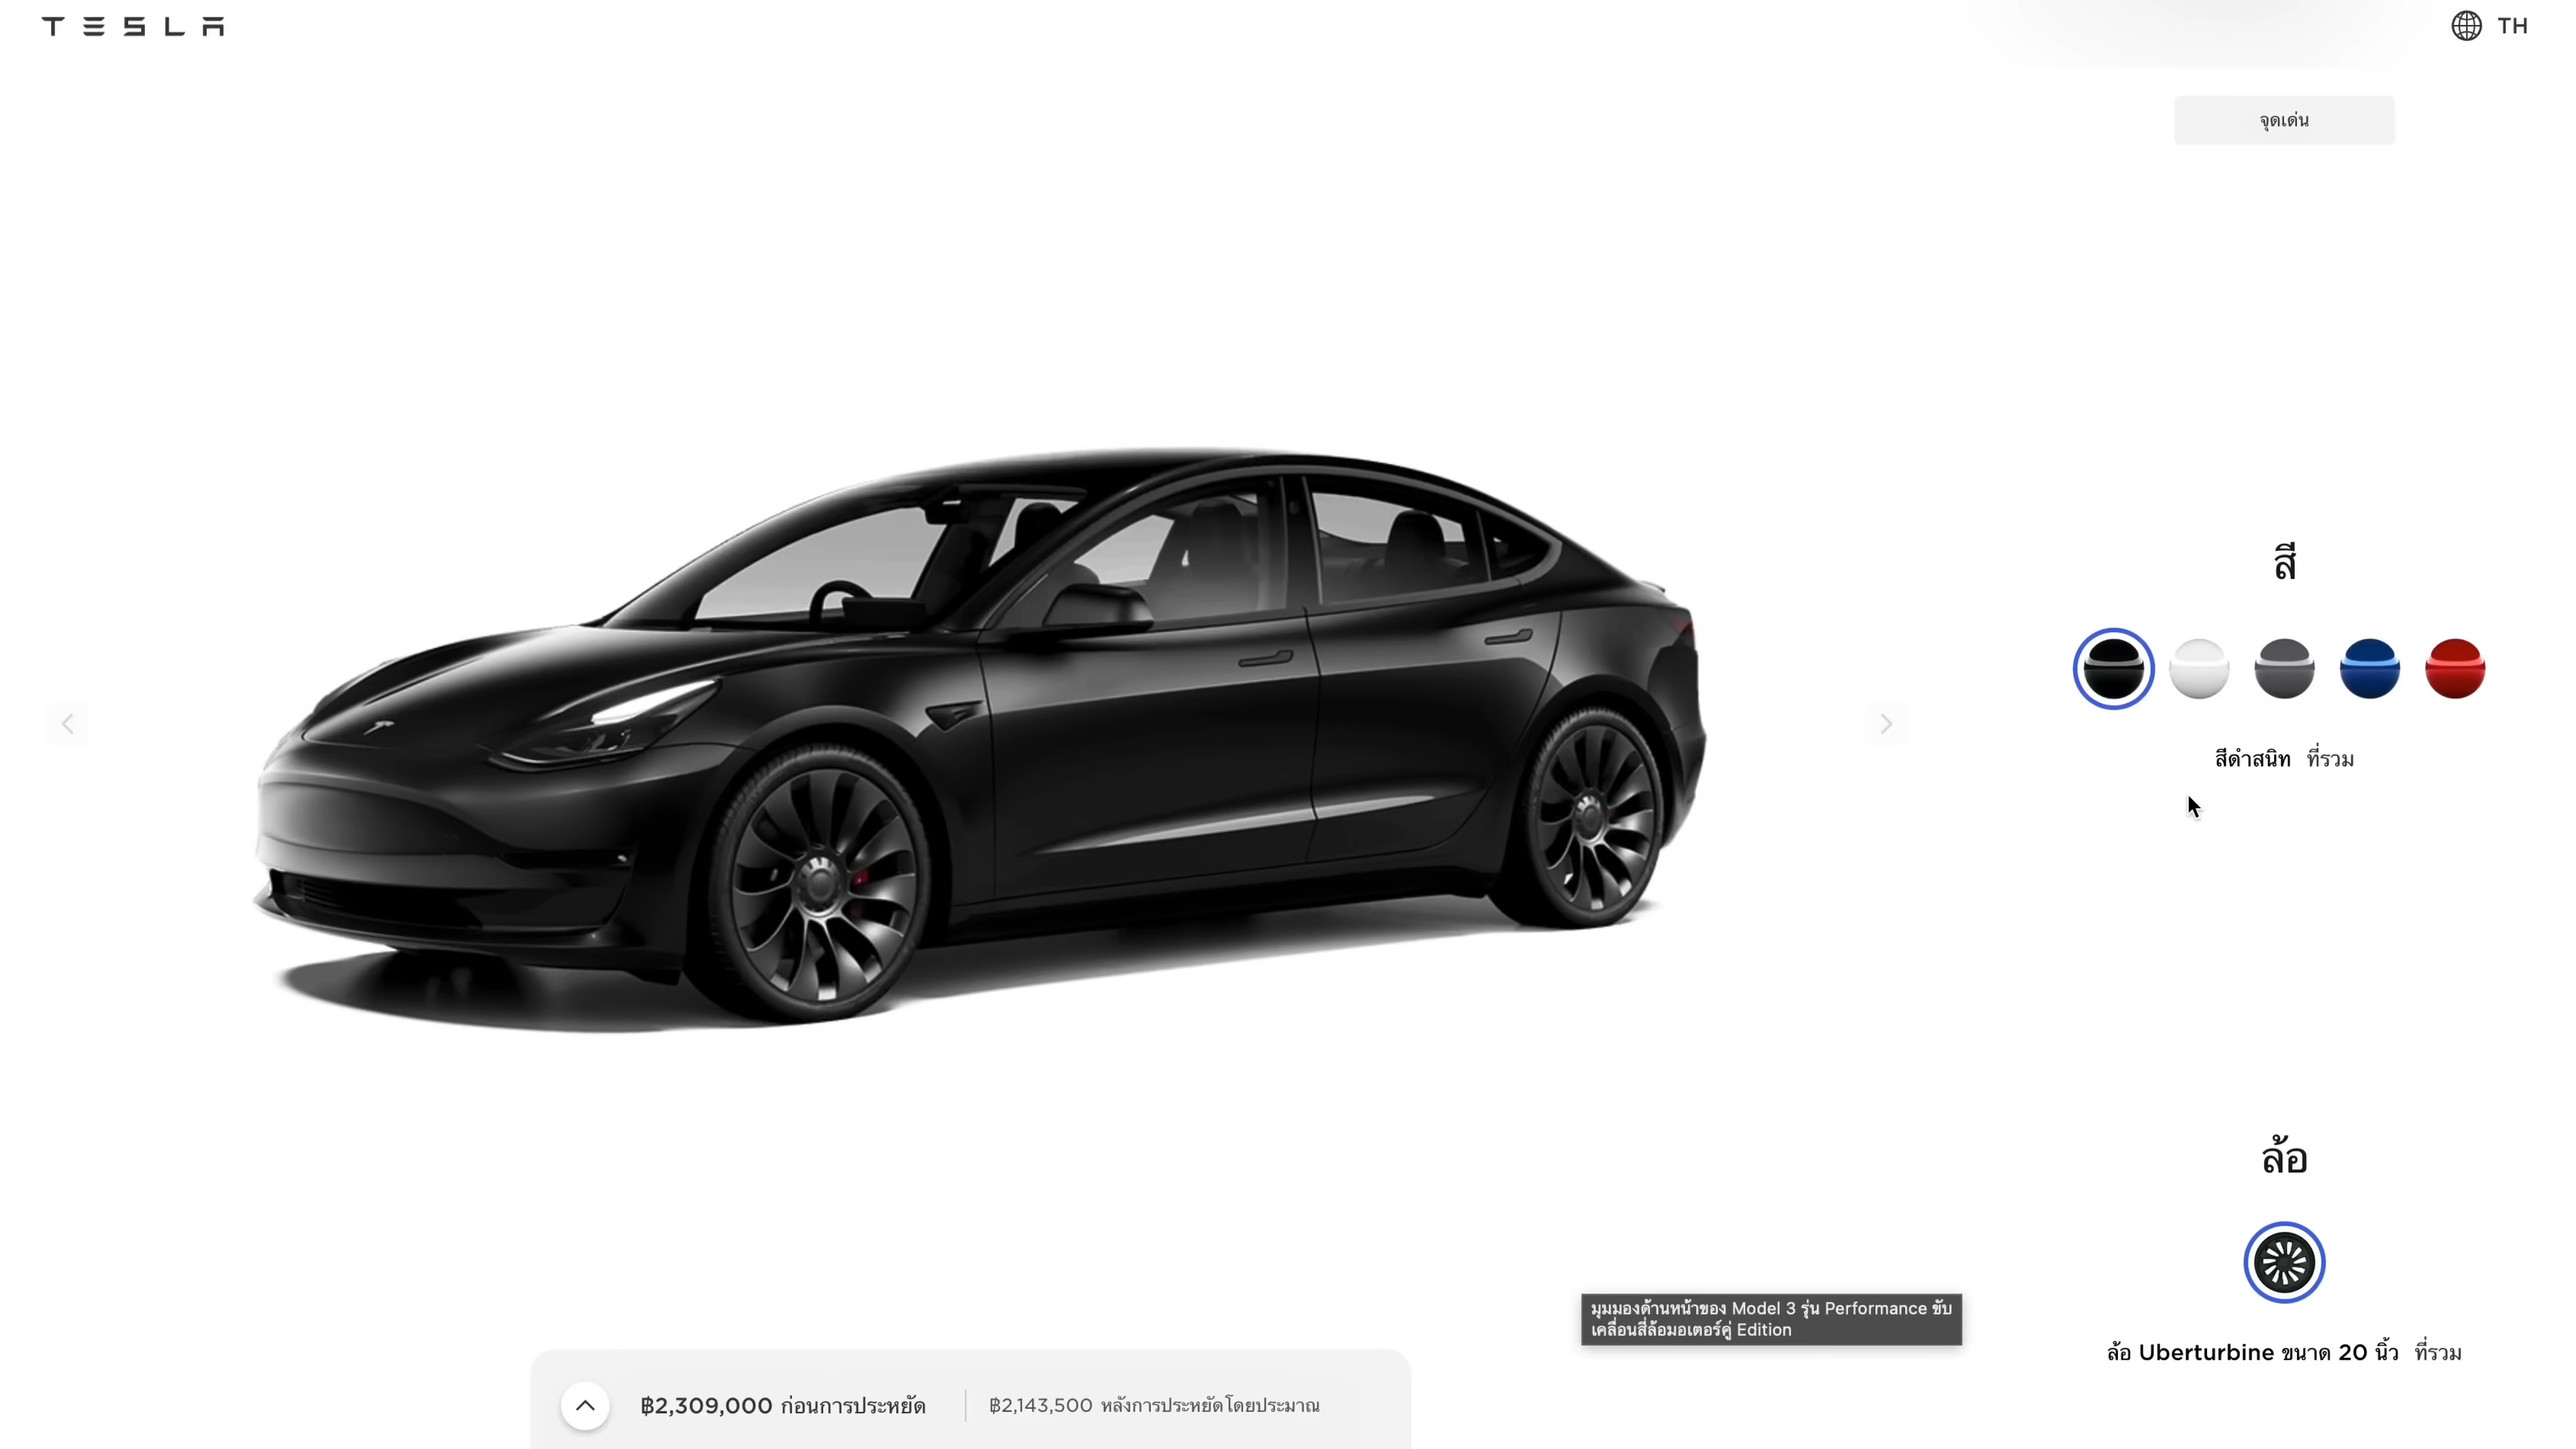 TESLA
TH
จุดเด่น
สี
สีดำสนิท ที่รวม
ล้อ
มุมมองด้านหน้าของ Model 3 รุ่น Performance ขับ
เคลื่อนสี่ล้อมอเตอร์คู่ Edition
ล้อ Uberturbine ขนาด 20 นิ้ว ที่รวม
฿2,309,000 ก่อนการประหยัด
฿2,143,500 หลังการประหยัดโดยประมาณ